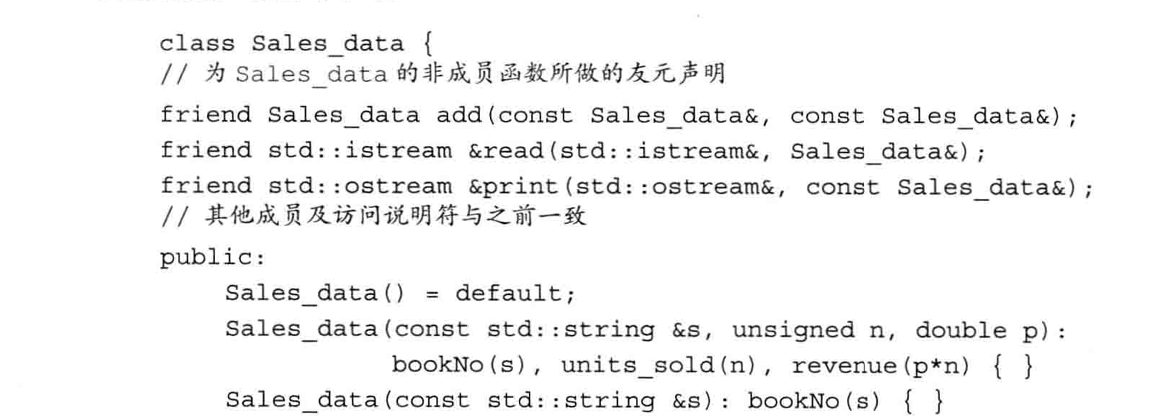 class Sales_data {
// 为 Sales_data 的非成员函数所做的友元声明
friend Sales_data add(const Sales_data&, const Sales_data&);
friend std::istream &read(std::istream&, Sales_data&);
friend std::ostream &print(std::ostream&, const Sales_data&);
// 其他成员及访问说明符与之前一致
public:
Sales_data() = default;
Sales_data(const std::string &s, unsigned n, double p):
bookNo(s), units_sold(n), revenue(p*n) { }
Sales_data(const std::string &s): bookNo(s) { }